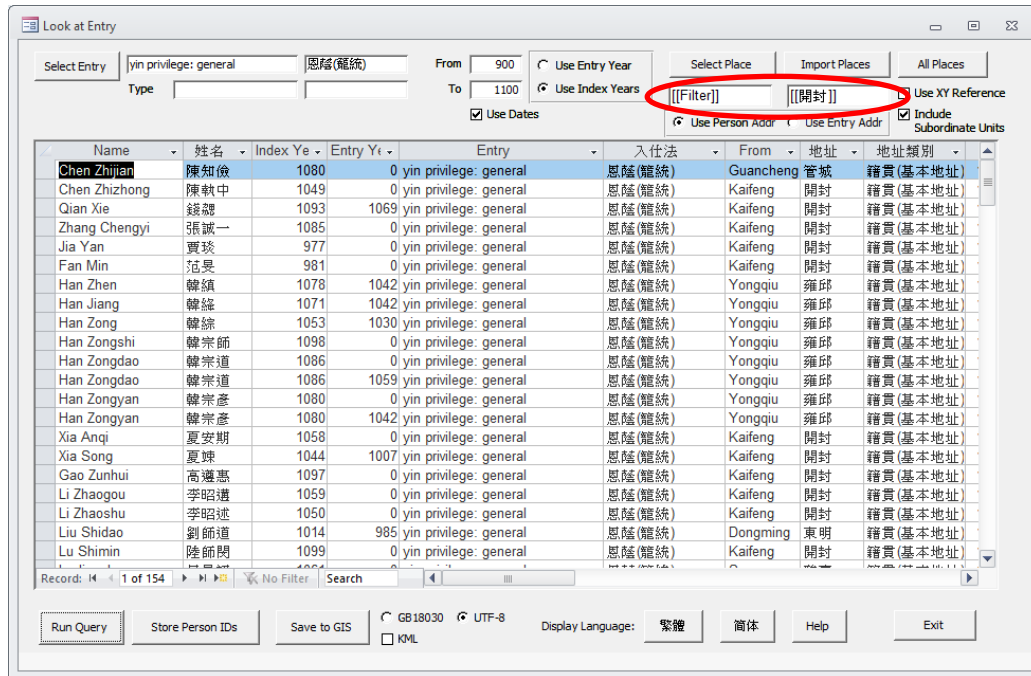 Look at Entry
Select Entry yin privilege: general 恩蔭(籠統) From 900 Use Entry Year Select Place Import Places All Places
Type To 1100 Use Index Years [[Filter]] [[開封]] Use XY Reference
Use Dates Use Person Addr Use Entry Addr Include Subordinate Units
Name 姓名 Index Ye Entry Ye Entry 入仕法 From 地址 地址類別
Chen Zhijian 陳知儉 1080 0 yin privilege: general 恩蔭(籠統) Guancheng 管城 籍貫(基本地址)
Chen Zhizhong 陳執中 1049 0 yin privilege: general 恩蔭(籠統) Kaifeng 開封 籍貫(基本地址)
Qian Xie 錢勰 1093 1069 yin privilege: general 恩蔭(籠統) Kaifeng 開封 籍貫(基本地址)
Zhang Chengyi 張誠一 1085 0 yin privilege: general 恩蔭(籠統) Kaifeng 開封 籍貫(基本地址)
Jia Yan 賈琰 977 0 yin privilege: general 恩蔭(籠統) Kaifeng 開封 籍貫(基本地址)
Fan Min 范旻 981 0 yin privilege: general 恩蔭(籠統) Kaifeng 開封 籍貫(基本地址)
Han Zhen 韓縝 1078 1042 yin privilege: general 恩蔭(籠統) Yongqiu 雍邱 籍貫(基本地址)
Han Jiang 韓絳 1071 1042 yin privilege: general 恩蔭(籠統) Yongqiu 雍邱 籍貫(基本地址)
Han Zong 韓綜 1053 1030 yin privilege: general 恩蔭(籠統) Yongqiu 雍邱 籍貫(基本地址)
Han Zongshi 韓宗師 1098 0 yin privilege: general 恩蔭(籠統) Yongqiu 雍邱 籍貫(基本地址)
Han Zongdao 韓宗道 1086 0 yin privilege: general 恩蔭(籠統) Yongqiu 雍邱 籍貫(基本地址)
Han Zongdao 韓宗道 1086 1059 yin privilege: general 恩蔭(籠統) Yongqiu 雍邱 籍貫(基本地址)
Han Zongyan 韓宗彥 1080 0 yin privilege: general 恩蔭(籠統) Yongqiu 雍邱 籍貫(基本地址)
Han Zongyan 韓宗彥 1080 1042 yin privilege: general 恩蔭(籠統) Yongqiu 雍邱 籍貫(基本地址)
Xia Anqi 夏安期 1058 0 yin privilege: general 恩蔭(籠統) Kaifeng 開封 籍貫(基本地址)
Xia Song 夏竦 1044 1007 yin privilege: general 恩蔭(籠統) Kaifeng 開封 籍貫(基本地址)
Gao Zunhui 高遵惠 1097 0 yin privilege: general 恩蔭(籠統) Kaifeng 開封 籍貫(基本地址)
Li Zhaogou 李昭遘 1059 0 yin privilege: general 恩蔭(籠統) Kaifeng 開封 籍貫(基本地址)
Li Zhaoshu 李昭述 1050 0 yin privilege: general 恩蔭(籠統) Kaifeng 開封 籍貫(基本地址)
Liu Shidao 劉師道 1014 985 yin privilege: general 恩蔭(籠統) Dongming 東明 籍貫(基本地址)
Lu Shimin 陸師閔 1099 0 yin privilege: general 恩蔭(籠統) Kaifeng 開封 籍貫(基本地址)
Record: 1 of 154 No Filter Search
Run Query Store Person IDs Save to GIS GB18030 UTF-8 KML Display Language: 繁體 简体 Help Exit